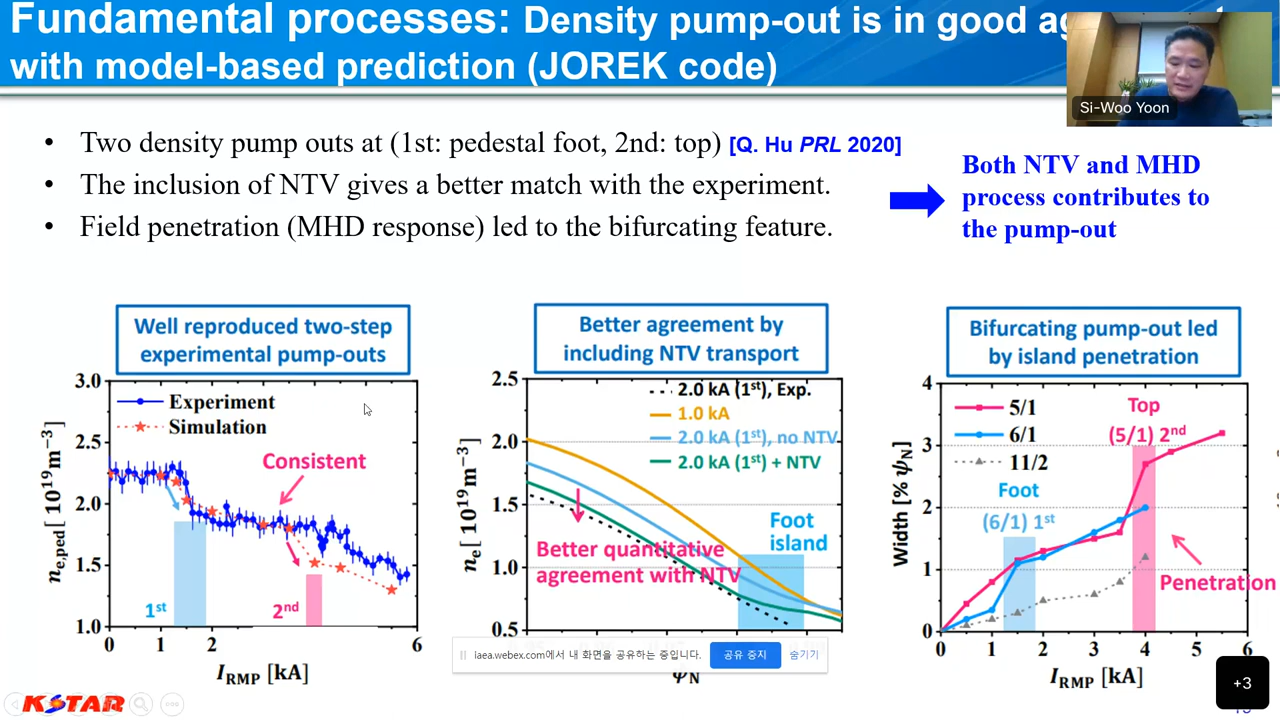 Fundamental processes: Density pump-out is in good ag
with model-based prediction (JOREK code)
Si-Woo Yoon
• Two density pump outs at (1st: pedestal foot, 2nd: top) [Q. Hu PRL 2020]
• The inclusion of NTV gives a better match with the experiment.
• Field penetration (MHD response) led to the bifurcating feature.
Both NTV and MHD
process contributes to
the pump-out
Well reproduced two-step
experimental pump-outs
3.0
2.5
2.0
1.5
1.0
n_e,ped [ 10^19 m^-3]
Experiment
Simulation
Consistent
1st
2nd
0
1
2
4
6
I_RMP [kA]
Better agreement by
including NTV transport
2.5
2.0
1.5
1.0
0.5
n_e [ 10^19 m^-3]
2.0 kA (1st), Exp.
1.0 kA
2.0 kA (1st), no NTV
2.0 kA (1st) + NTV
Foot
island
Better quantitative
agreement with NTV
ψ_N
iaea.webex.com에서 내 화면을 공유하는 중입니다.
공유 중지
숨기기
Bifurcating pump-out led
by island penetration
4
3
2
1
0
Width [% ψ_N]
5/1
6/1
11/2
Top
(5/1) 2nd
Foot
(6/1) 1st
Penetration
0
1
2
3
4
5
6
I_RMP [kA]
KSTAR
+3